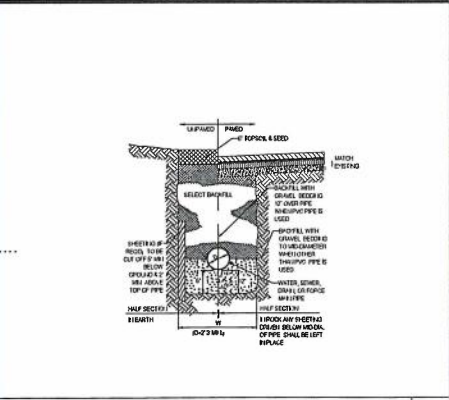 UNPAVED PAVED
6" TOPSOIL & SEED
MATCH
EXISTING
SELECT BACKFILL
BACKFILL WITH
GRAVEL BEDDING
12" OVER PIPE
WHEN PVC PIPE IS
USED
BACKFILL WITH
GRAVEL BEDDING
TO MID-DIAMETER
WHEN OTHER
THAN PVC PIPE IS
USED
SHEETING IF
REQD, TO BE
CUT OFF 5' MIN
BELOW
GROUND & 2'
MIN ABOVE
TOP OF PIPE
WATER, SEWER,
DRAIN, OR FORCE
MAIN PIPE
HALF SECTION
IN EARTH
HALF SECTION
W
(D+2' 3' MIN.)
IN ROCK ANY SHEETING
DRIVEN BELOW MID-DIA.
OF PIPE SHALL BE LEFT
IN PLACE